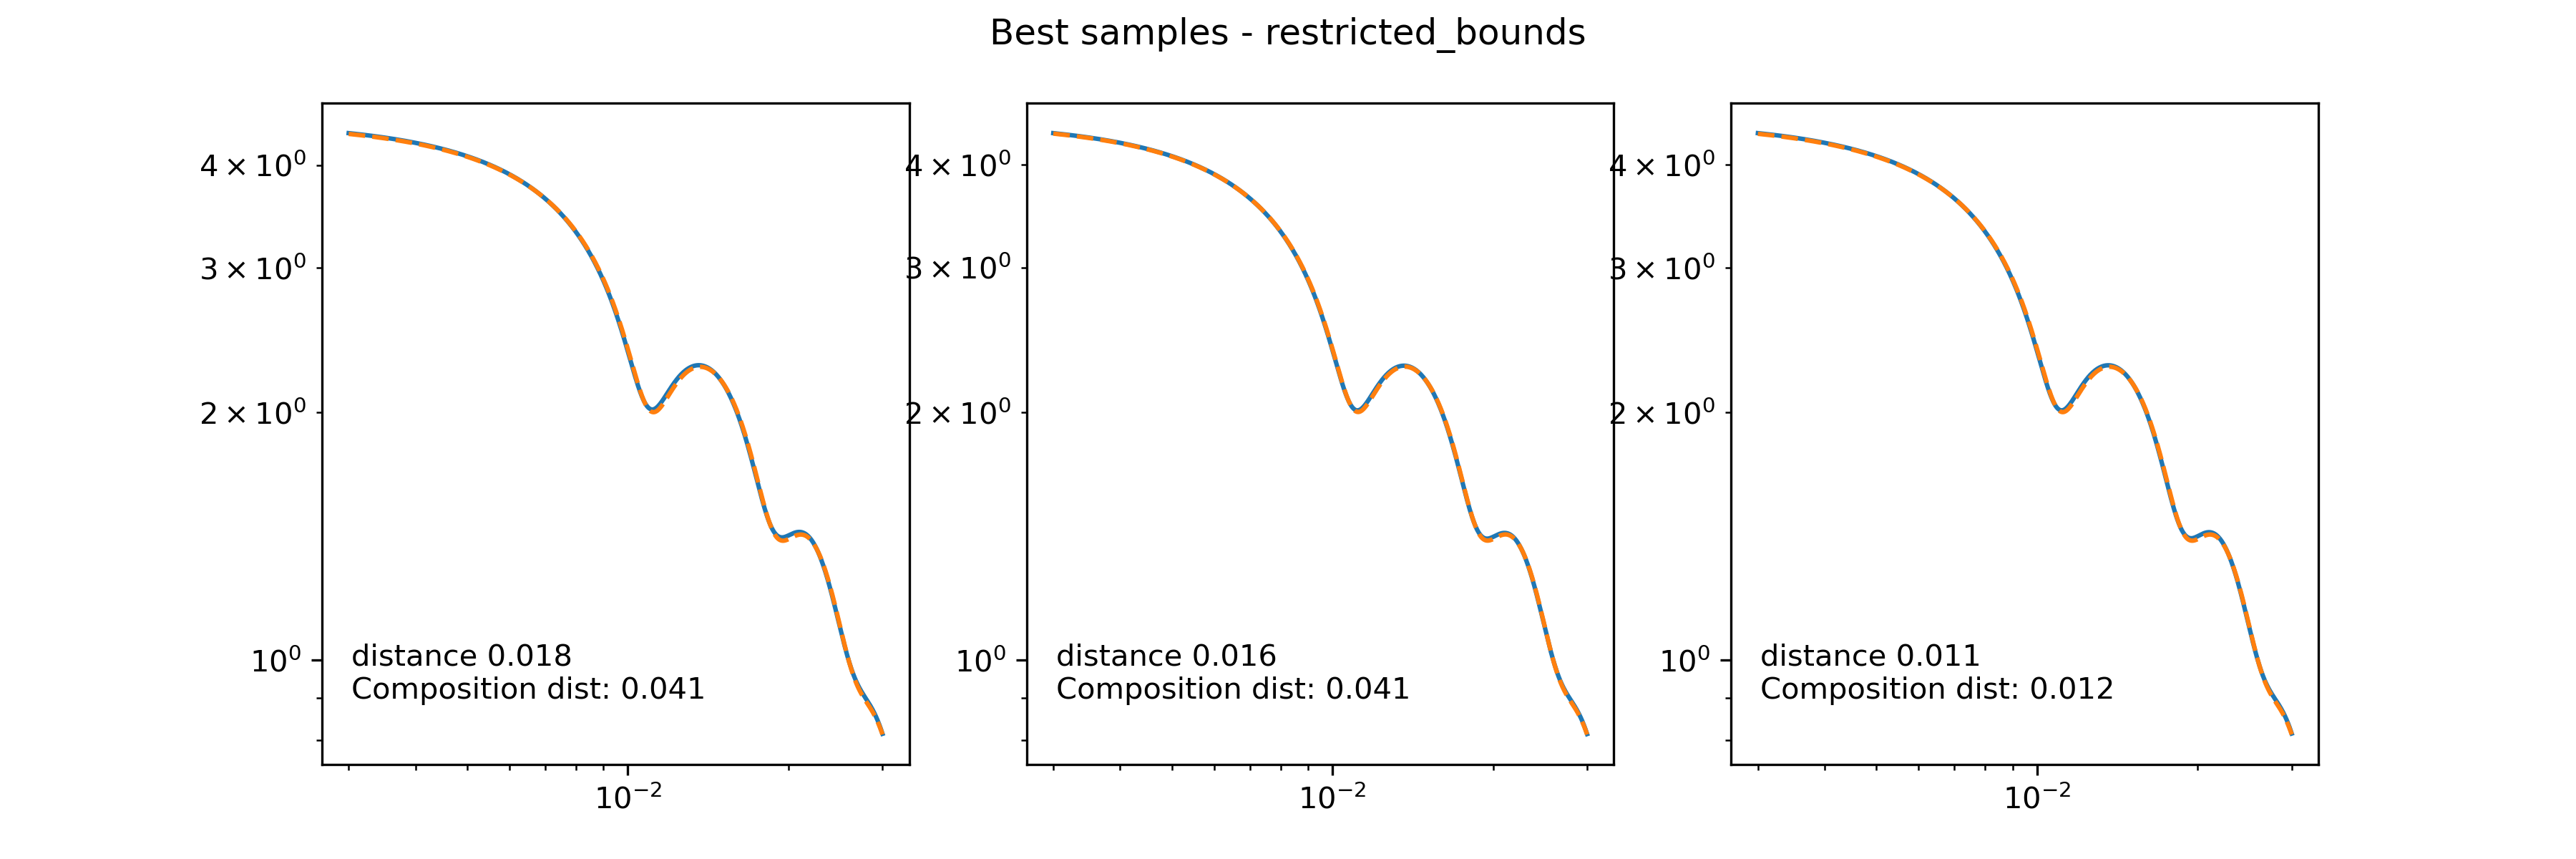 Best samples - restricted_bounds
4 × 10⁰
3 × 10⁰
2 × 10⁰
10⁰
distance 0.018
Composition dist: 0.041
10⁻²
4 × 10⁰
3 × 10⁰
2 × 10⁰
10⁰
distance 0.016
Composition dist: 0.041
10⁻²
4 × 10⁰
3 × 10⁰
2 × 10⁰
10⁰
distance 0.011
Composition dist: 0.012
10⁻²